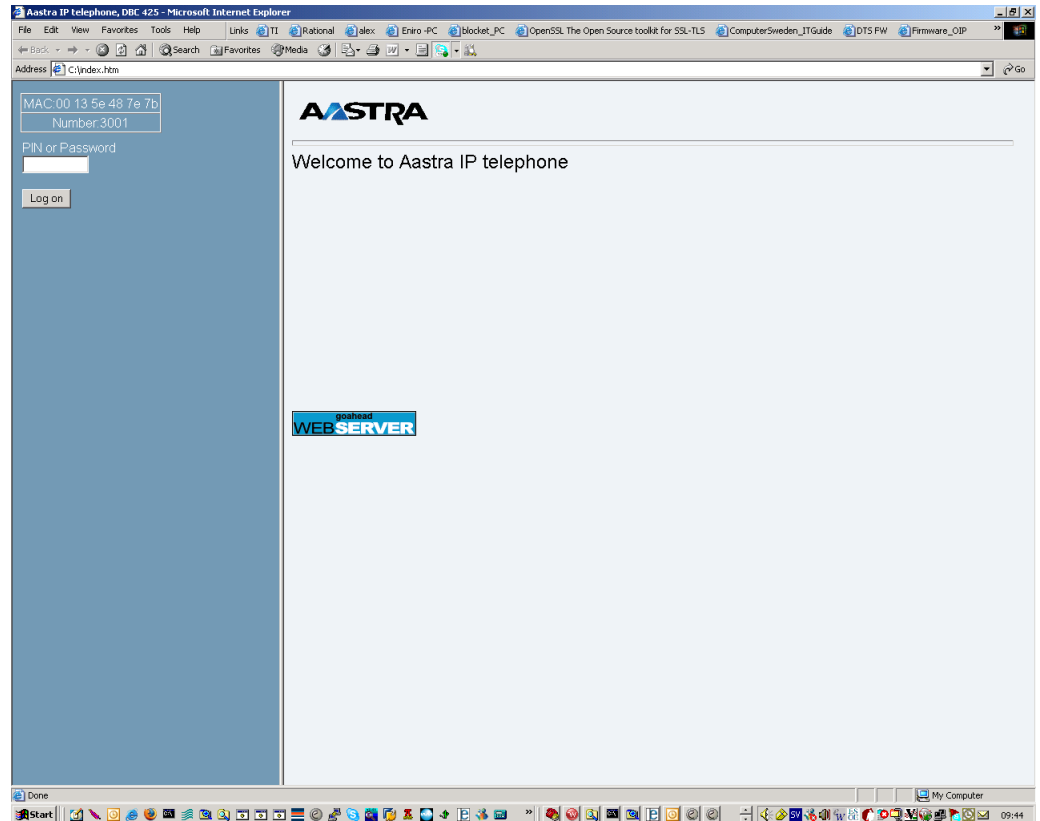 Aastra IP telephone, DBC 425 - Microsoft Internet Explorer
File Edit View Favorites Tools Help Links TI Rational alex Eniro -PC blocket_PC OpenSSL The Open Source toolkit for SSL-TLS ComputerSweden_ITGuide DTS FW Firmware_OIP »
Back Search Favorites Media
Address C:\index.htm Go
MAC:00 13 5e 48 7e 7b
Number:3001
PIN or Password
Log on
AASTRA
Welcome to Aastra IP telephone
goahead
WEBSERVER
Done My Computer
Start » SV 09:44